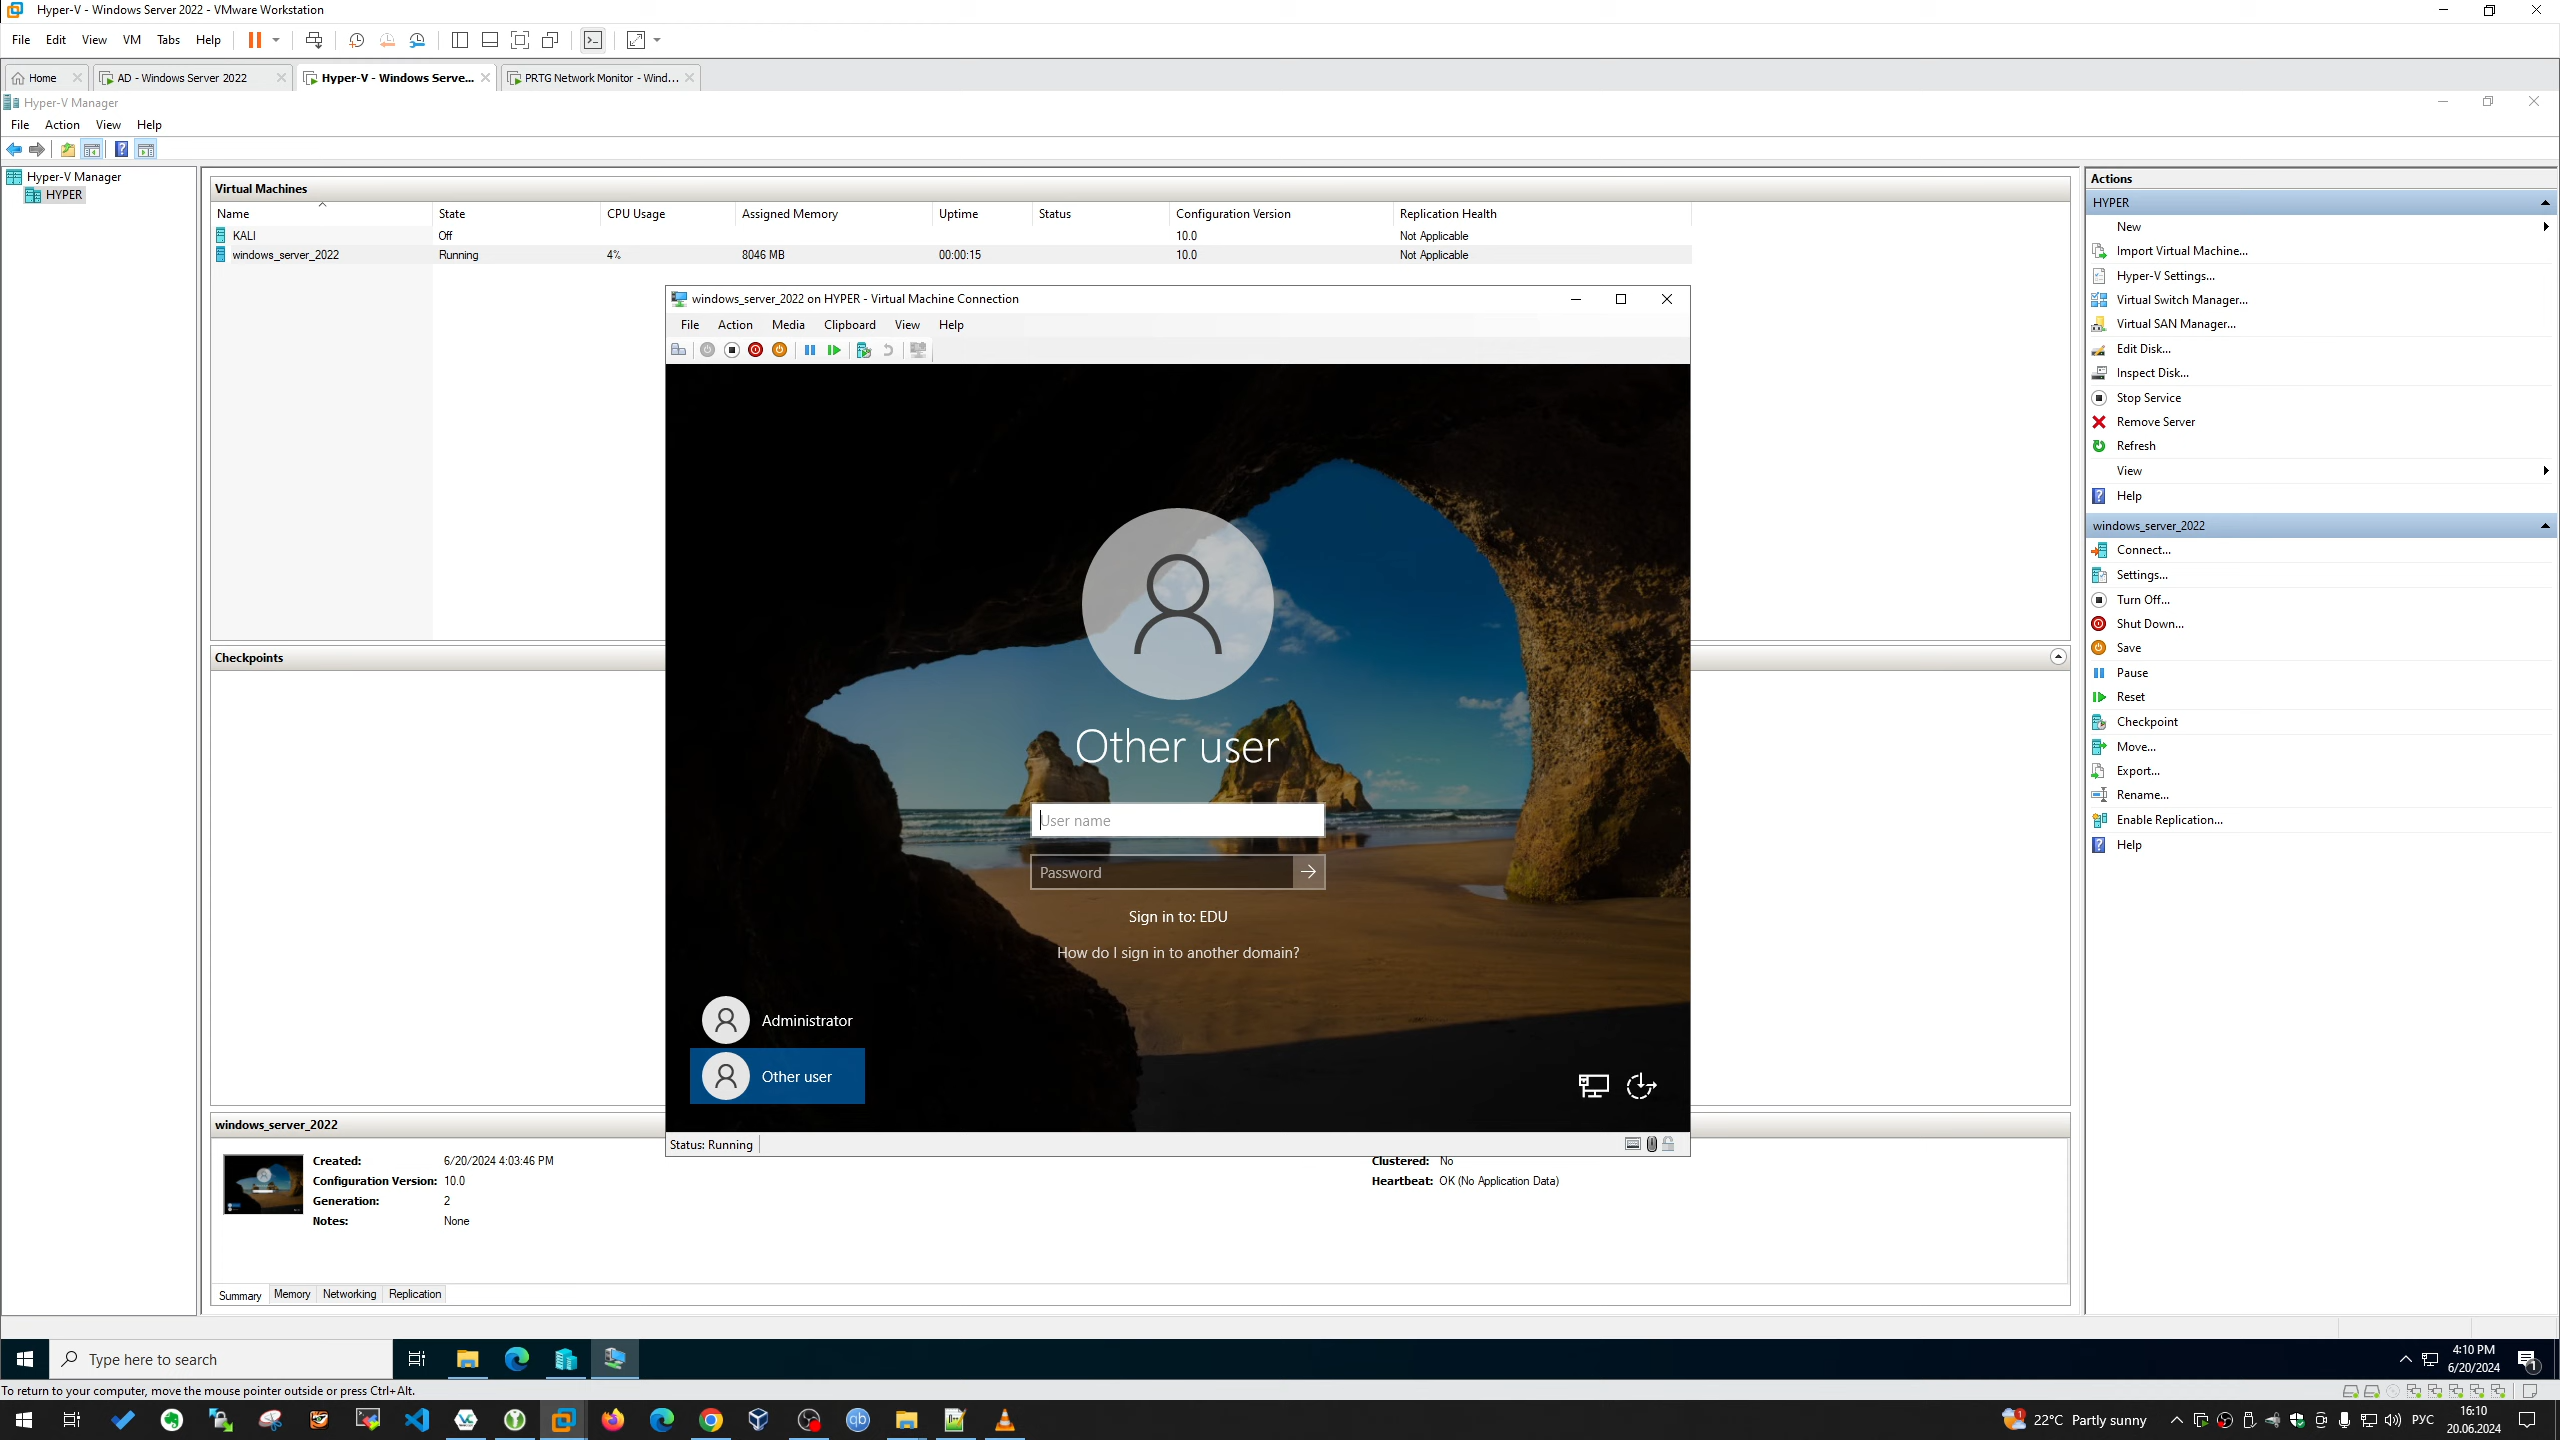 Hyper-V - Windows Server 2022 - VMware Workstation
File Edit View VM Tabs Help
Home AD - Windows Server 2022 Hyper-V - Windows Serve... PRTG Network Monitor - Wind...
Hyper-V Manager
File Action View Help
Hyper-V Manager
HYPER
Virtual Machines
Name State CPU Usage Assigned Memory Uptime Status Configuration Version Replication Health
KALI Off 10.0 Not Applicable
windows_server_2022 Running 4% 8046 MB 00:00:15 10.0 Not Applicable
windows_server_2022 on HYPER - Virtual Machine Connection
File Action Media Clipboard View Help
Other user
User name
Password
Sign in to: EDU
How do I sign in to another domain?
Administrator
Other user
Status: Running
Checkpoints
windows_server_2022
Created: 6/20/2024 4:03:46 PM
Configuration Version: 10.0
Generation: 2
Notes: None
Clustered: No
Heartbeat: OK (No Application Data)
Summary Memory Networking Replication
Actions
HYPER
New
Import Virtual Machine...
Hyper-V Settings...
Virtual Switch Manager...
Virtual SAN Manager...
Edit Disk...
Inspect Disk...
Stop Service
Remove Server
Refresh
View
Help
windows_server_2022
Connect...
Settings...
Turn Off...
Shut Down...
Save
Pause
Reset
Checkpoint
Move...
Export...
Rename...
Enable Replication...
Help
Type here to search
4:10 PM
6/20/2024
1
To return to your computer, move the mouse pointer outside or press Ctrl+Alt.
1
22°C Partly sunny
РУС
16:10
20.06.2024